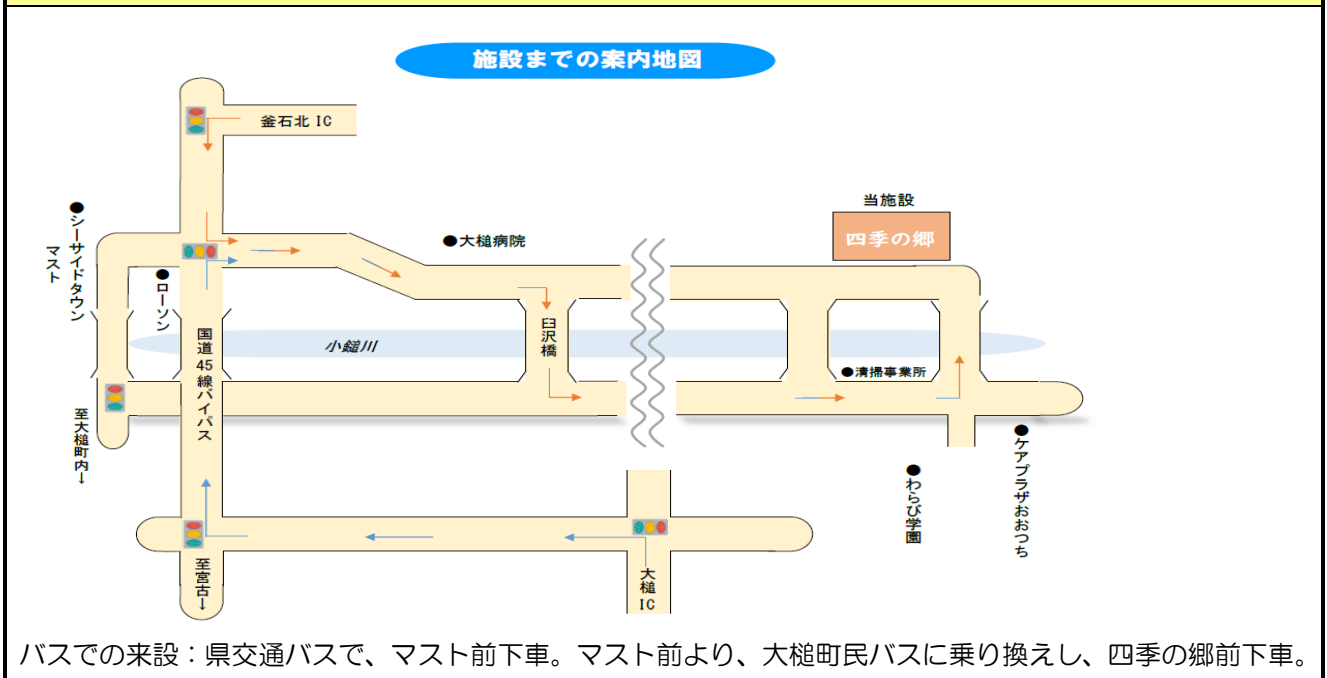 施設までの案内地図
釜石北 IC
当施設
四季の郷
●シーサイドタウン
マスト
●大槌病院
●ローソン
国道45線バイパス
小鎚川
臼沢橋
●清掃事業所
至大槌町内↓
●わらび学園
●ケアプラザおおつち
至宮古↓
大槌
IC
バスでの来設：県交通バスで、マスト前下車。マスト前より、大槌町民バスに乗り換えし、四季の郷前下車。